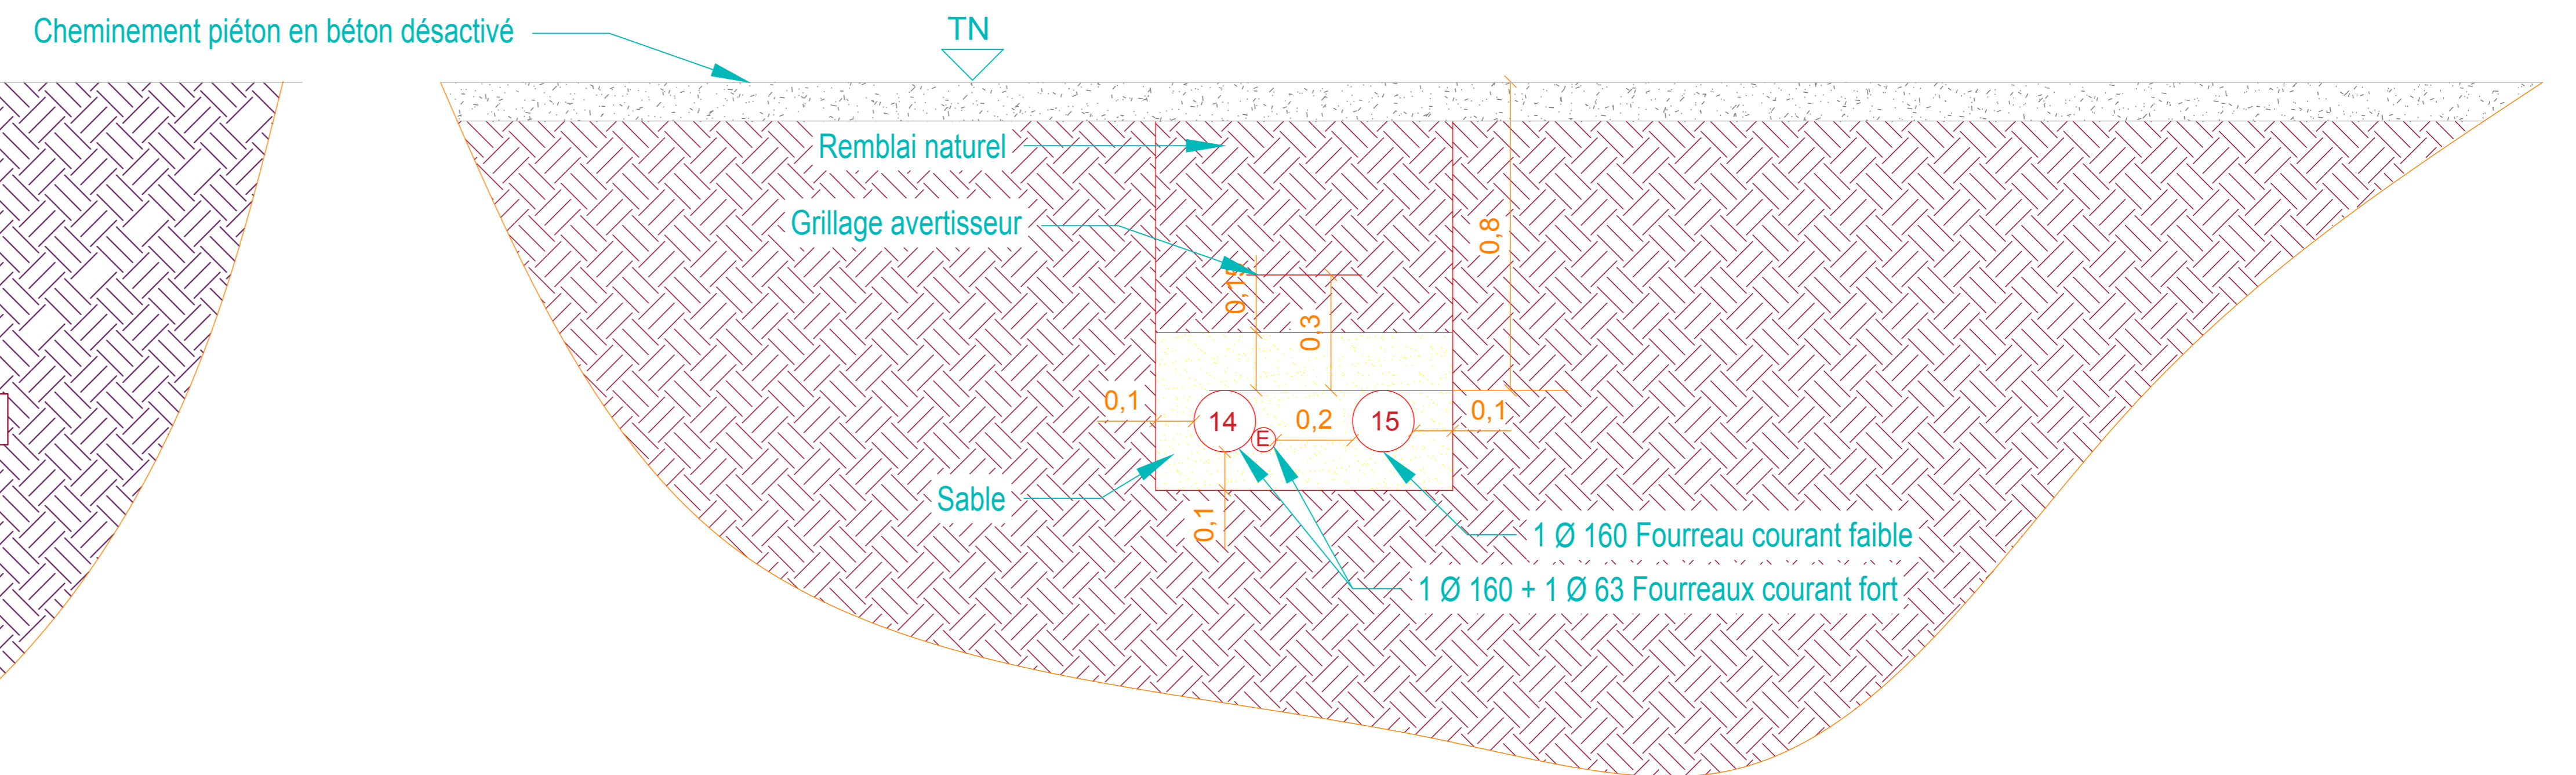 Cheminement piéton en béton désactivé
TN
Remblai naturel
Grillage avertisseur
0,8
0,15
0,3
0,1
14
E
0,2
15
0,1
Sable
0,1
1 Ø 160 Fourreau courant faible
1 Ø 160 + 1 Ø 63 Fourreaux courant fort